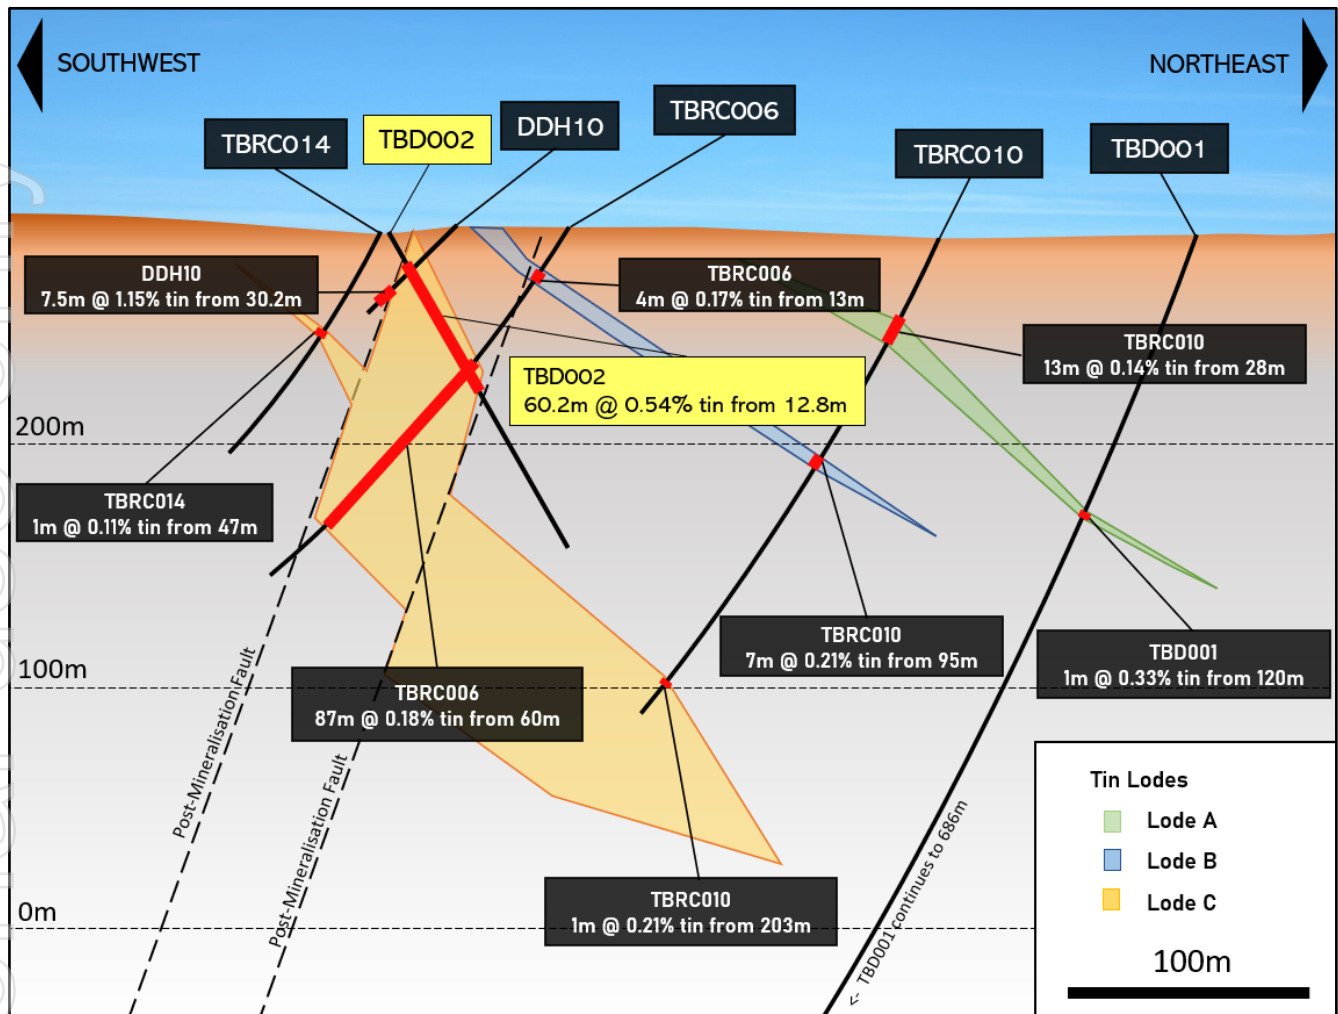 SOUTHWEST
NORTHEAST
TBRC014
TBD002
DDH10
TBRC006
TBRC010
TBD001
DDH10
7.5m @ 1.15% tin from 30.2m
TBRC006
4m @ 0.17% tin from 13m
TBRC010
13m @ 0.14% tin from 28m
TBD002
60.2m @ 0.54% tin from 12.8m
200m
TBRC014
1m @ 0.11% tin from 47m
TBRC010
7m @ 0.21% tin from 95m
TBD001
1m @ 0.33% tin from 120m
100m
TBRC006
87m @ 0.18% tin from 60m
Post-Mineralisation Fault
Post-Mineralisation Fault
TBRC010
1m @ 0.21% tin from 203m
0m
<- TBD001 continues to 686m
Tin Lodes
Lode A
Lode B
Lode C
100m